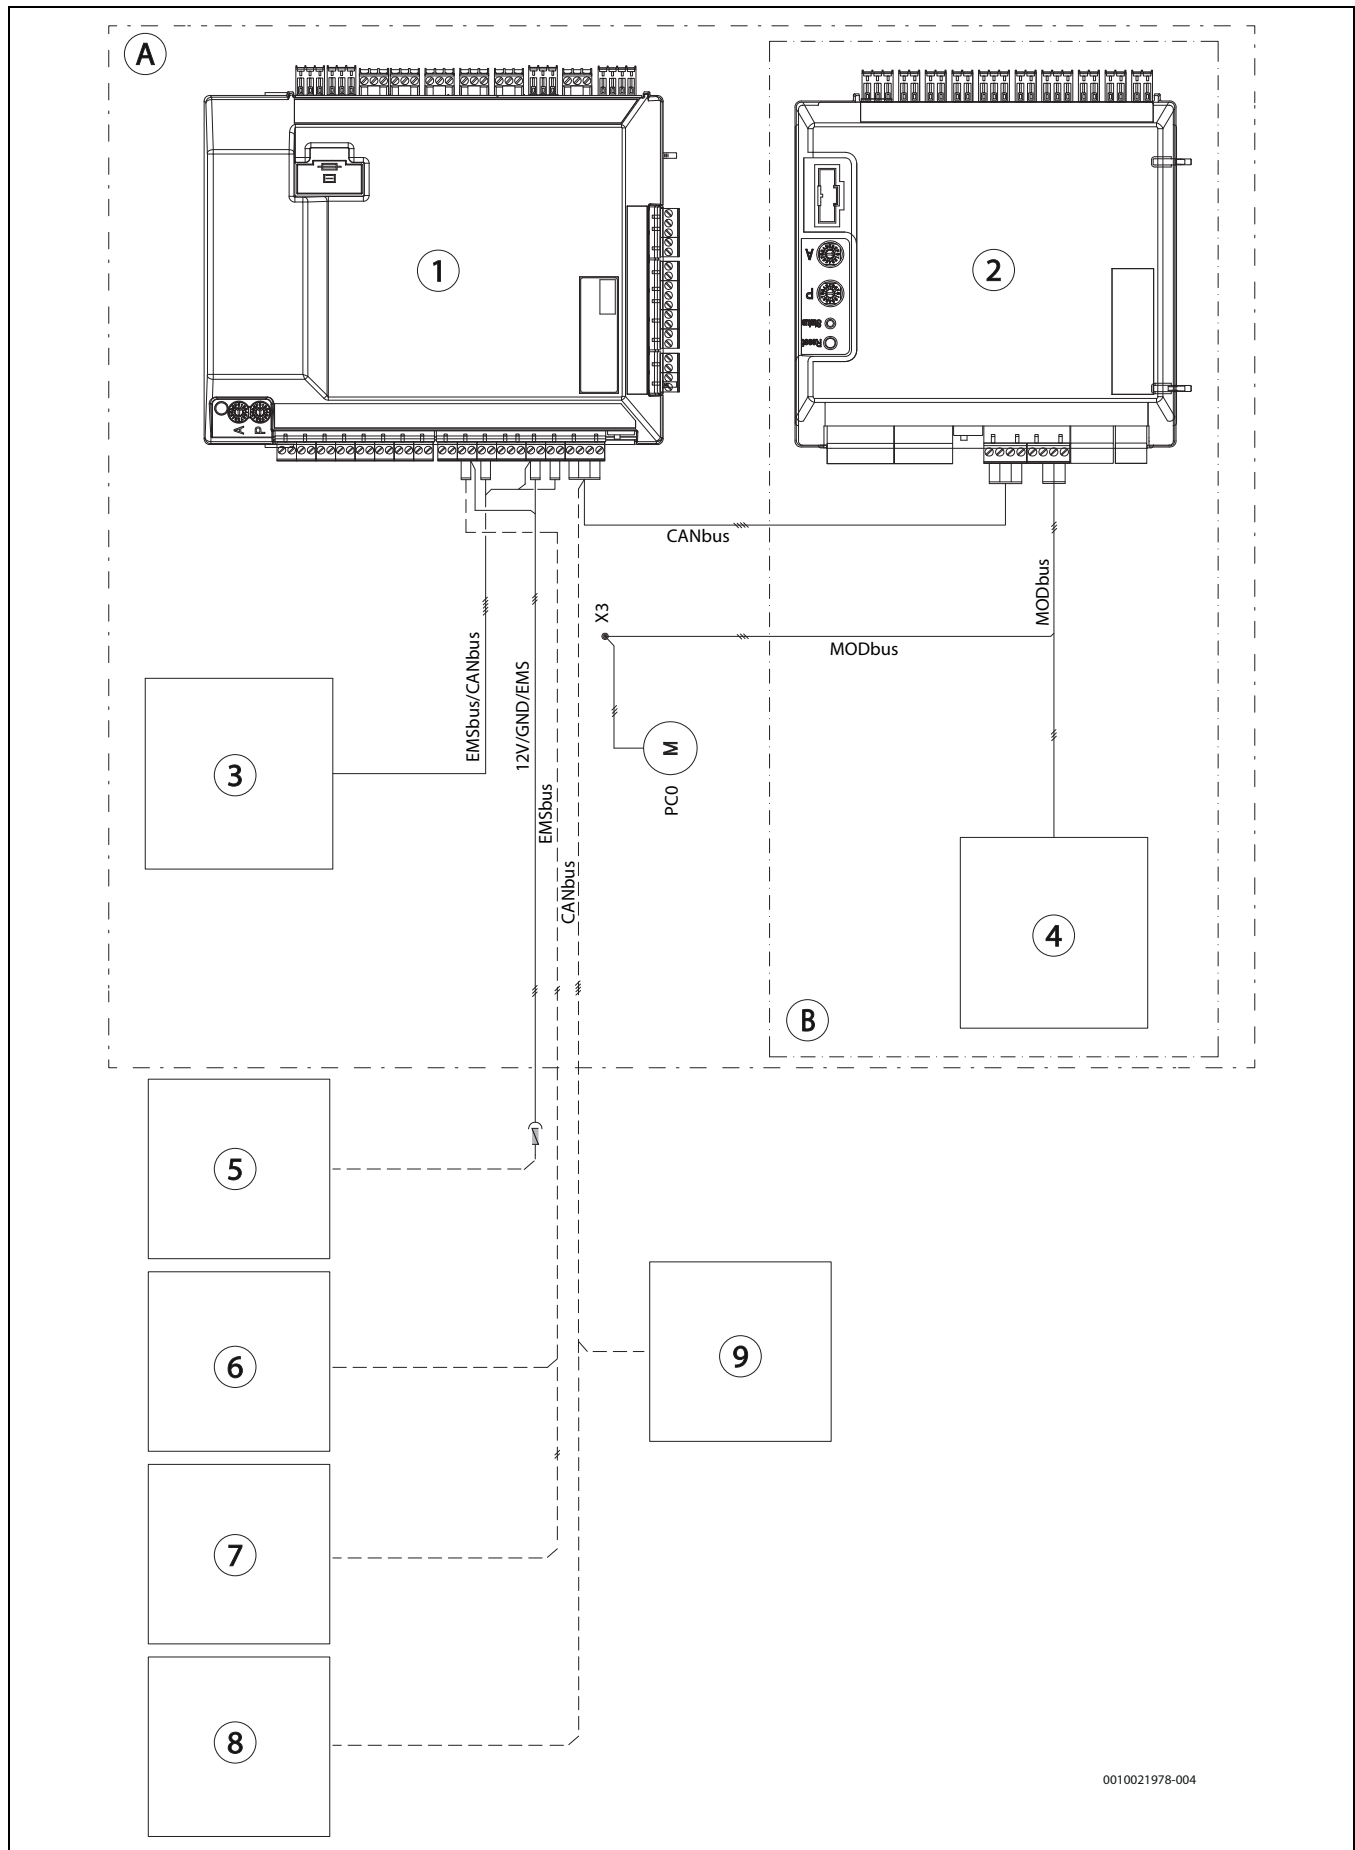 A
1
2
A
P
Status
Reset
A
P
CANbus
X3
MODbus
MODbus
EMSbus/CANbus
12V/GND/EMS
M
PC0
3
EMSbus
CANbus
4
B
5
6
9
7
8
0010021978-004